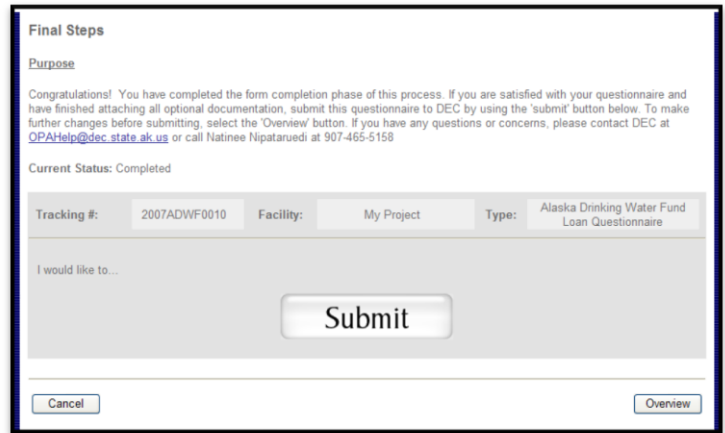 Final Steps
Purpose
Congratulations! You have completed the form completion phase of this process. If you are satisfied with your questionnaire and
have finished attaching all optional documentation, submit this questionnaire to DEC by using the 'submit' button below. To make
further changes before submitting, select the 'Overview' button. If you have any questions or concerns, please contact DEC at
OPAHelp@dec.state.ak.us or call Natinee Nipataruedi at 907-465-5158
Current Status: Completed
Tracking #: 2007ADWF0010 Facility: My Project Type: Alaska Drinking Water Fund
Loan Questionnaire
I would like to...
Submit
Cancel Overview